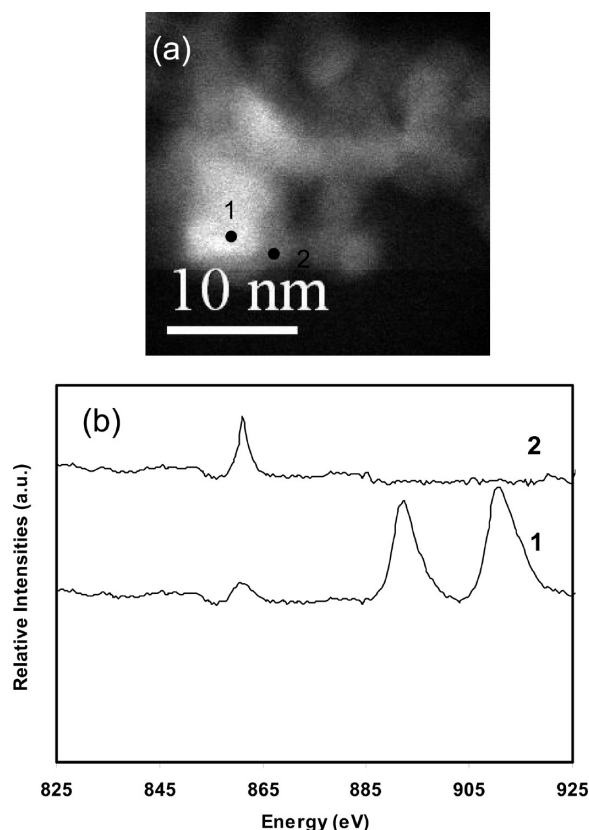 (a)
1
2
10 nm
(b)
2
1
Relative Intensities (a.u.)
825 845 865 885 905 925
Energy (eV)